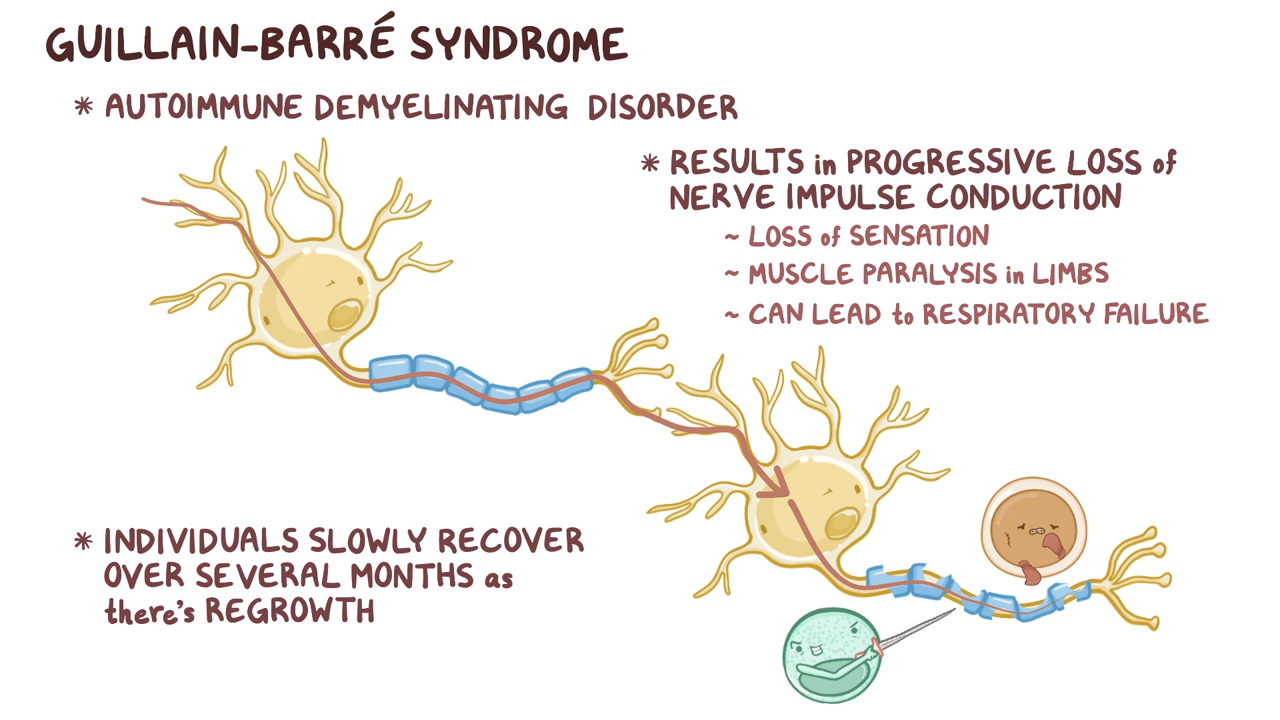 GUILLAIN-BARRÉ SYNDROME
* AUTOIMMUNE DEMYELINATING DISORDER
* RESULTS in PROGRESSIVE LOSS of
NERVE IMPULSE CONDUCTION
~ LOSS of SENSATION
~ MUSCLE PARALYSIS in LIMBS
~ CAN LEAD to RESPIRATORY FAILURE
* INDIVIDUALS SLOWLY RECOVER
OVER SEVERAL MONTHS as
there's REGROWTH